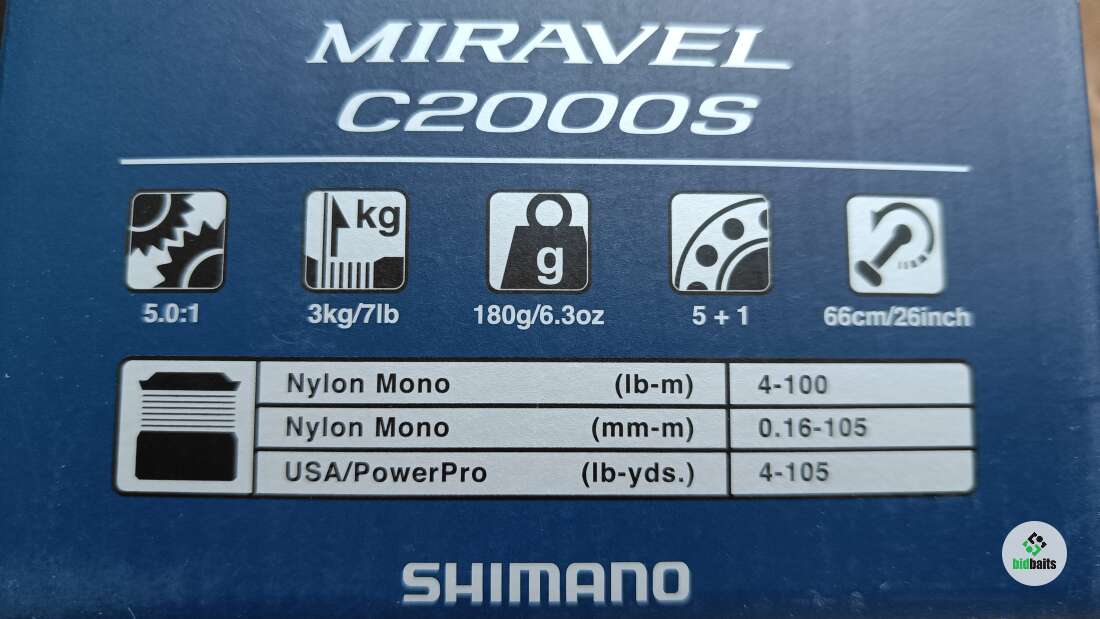 MIRAVEL
C2000S
kg
g
5.0:1 3kg/7lb 180g/6.3oz 5 + 1 66cm/26inch
Nylon Mono (lb-m) 4-100
Nylon Mono (mm-m) 0.16-105
USA/PowerPro (lb-yds.) 4-105
SHIMANO
bidbaits